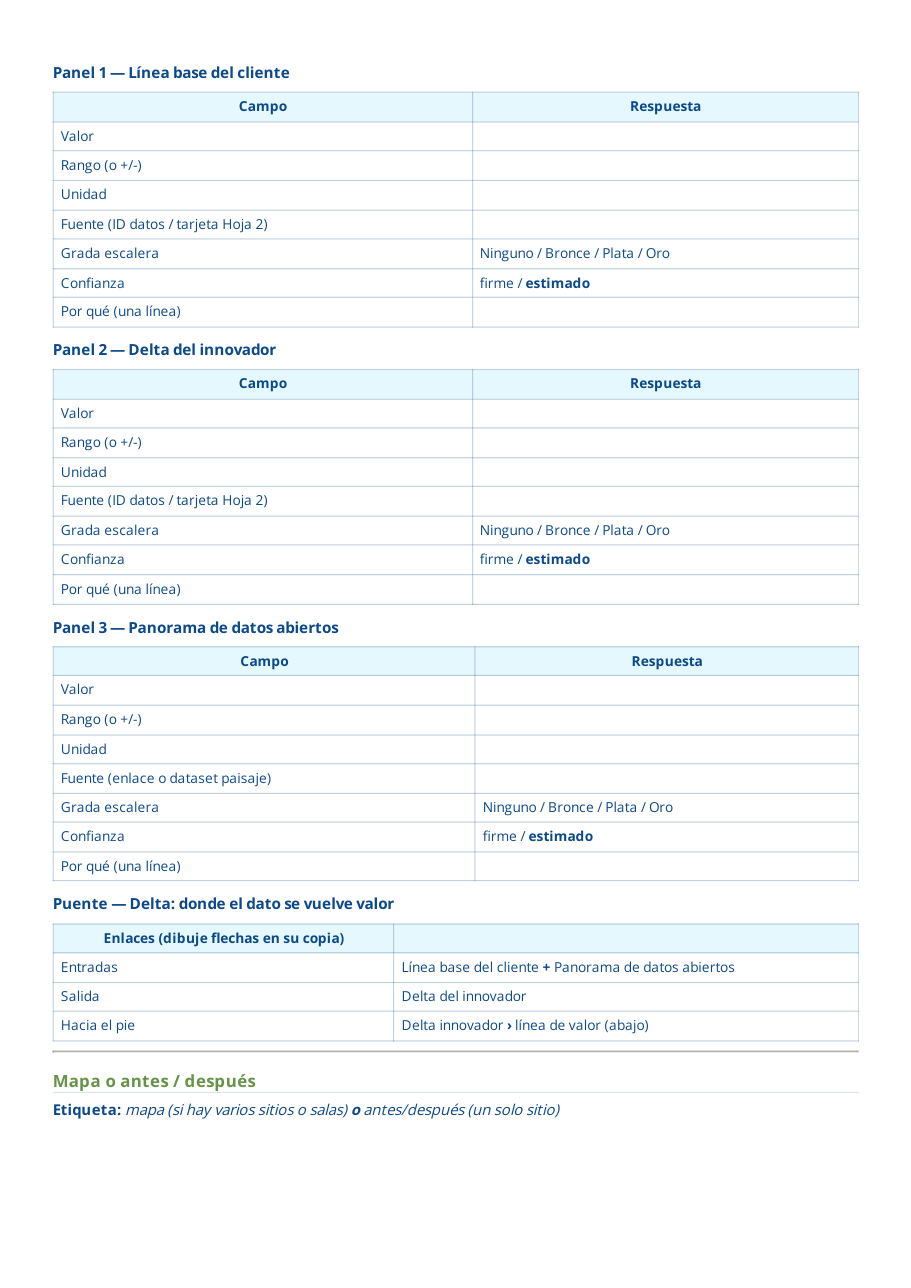 Panel 1 — Línea base del cliente
Campo Respuesta
Valor
Rango (o +/-)
Unidad
Fuente (ID datos / tarjeta Hoja 2)
Grada escalera Ninguno / Bronce / Plata / Oro
Confianza firme / estimado
Por qué (una línea)
Panel 2 — Delta del innovador
Campo Respuesta
Valor
Rango (o +/-)
Unidad
Fuente (ID datos / tarjeta Hoja 2)
Grada escalera Ninguno / Bronce / Plata / Oro
Confianza firme / estimado
Por qué (una línea)
Panel 3 — Panorama de datos abiertos
Campo Respuesta
Valor
Rango (o +/-)
Unidad
Fuente (enlace o dataset paisaje)
Grada escalera Ninguno / Bronce / Plata / Oro
Confianza firme / estimado
Por qué (una línea)
Puente — Delta: donde el dato se vuelve valor
Enlaces (dibuje flechas en su copia)
Entradas Línea base del cliente + Panorama de datos abiertos
Salida Delta del innovador
Hacia el pie Delta innovador › línea de valor (abajo)
Mapa o antes / después
Etiqueta: mapa (si hay varios sitios o salas) o antes/después (un solo sitio)